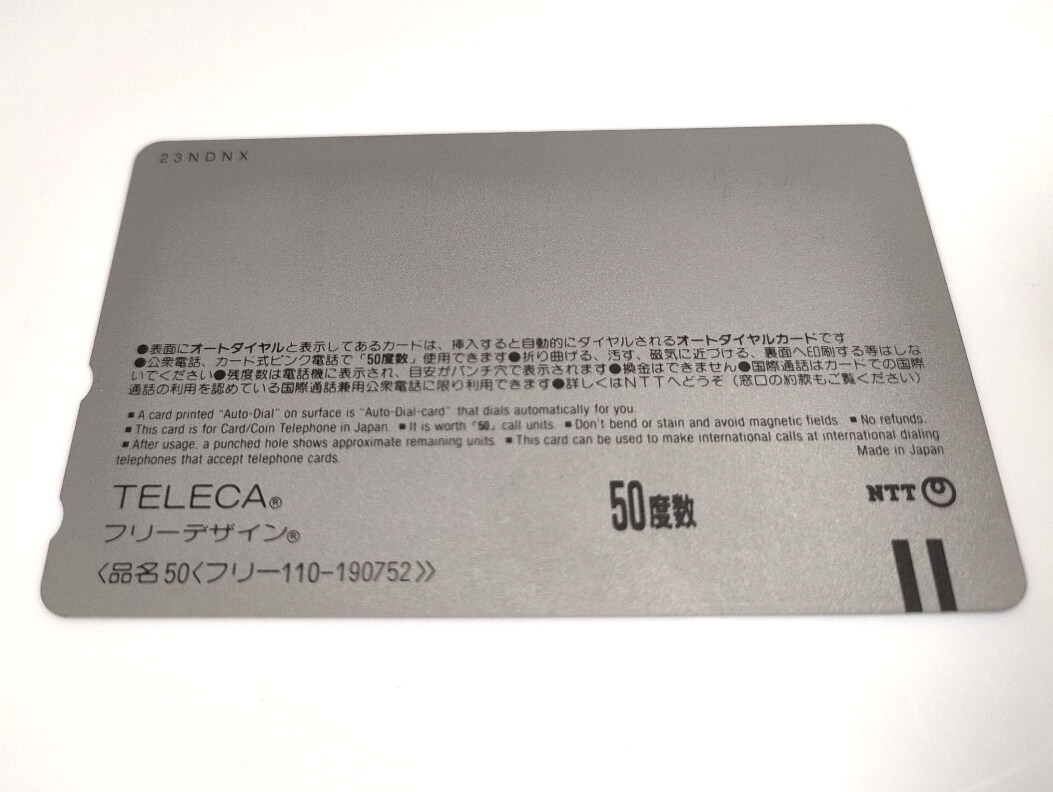 23NDNX
●表面にオートダイヤルと表示してあるカードは、挿入すると自動的にダイヤルされるオートダイヤルカードです
●公衆電話、カード式ピンク電話で「50度数」使用できます●折り曲げる、汚す、磁気に近づける、裏面へ印刷する等はしな
いでください●残度数は電話機に表示され、目安がパンチ穴で表示されます●換金はできません●国際通話はカードでの国際
通話の利用を認めている国際通話兼用公衆電話に限り利用できます●詳しくはNTTへどうぞ（窓口の約款もご覧ください）
■A card printed "Auto-Dial" on surface is "Auto-Dial-card" that dials automatically for you.
■This card is for Card/Coin Telephone in Japan. ■It is worth「50」call units. ■Don't bend or stain and avoid magnetic fields. ■No refunds.
■After usage, a punched hole shows approximate remaining units. ■This card can be used to make international calls at international dialing
telephones that accept telephone cards.
Made in Japan
TELECA®
50度数
NTT
フリーデザイン®
〈品名50〈フリー110-190752〉〉